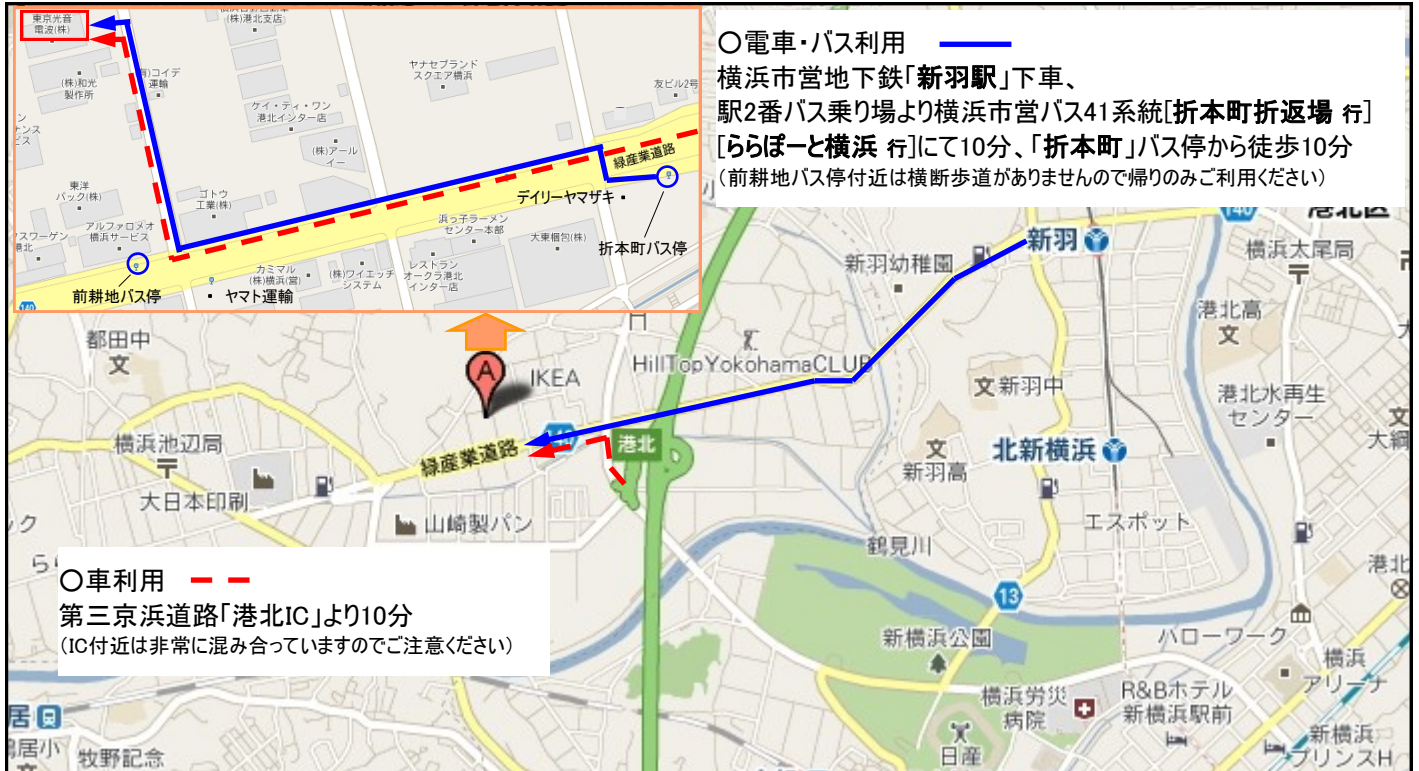 東京光音
電波(株)
(株)港北支店
(株)和光
製作所
運輸
ヤナセブランド
スクエア横浜
友ビル2号
ケイ・ティ・ワン
港北インター店
(株)アール
イー
東洋
パック(株)
ゴトウ
工業(株)
アルファロメオ
横浜サービス
緑産業道路
デイリーヤマザキ
浜っ子ラーメン
センター本部
大東梱包(株)
折本町バス停
カミマル
(株)横浜(営)
(株)ワイエッチ
システム
レストラン
オークラ港北
インター店
前耕地バス停
・ ヤマト運輸
140
〇電車・バス利用
横浜市営地下鉄「新羽駅」下車、
駅2番バス乗り場より横浜市営バス41系統[折本町折返場 行]
[ららぽーと横浜 行]にて10分、「折本町」バス停から徒歩10分
(前耕地バス停付近は横断歩道がありませんので帰りのみご利用ください)
140
港北区
新羽
新羽幼稚園
横浜太尾局
港北高
文
都田中
文
A
IKEA
HillTopYokohamaCLUB
文 新羽中
港北水再生
センター
横浜池辺局
緑産業道路
港北
文
新羽高
北新横浜
大日本印刷
山崎製パン
エスポット
鶴見川
〇車利用
第三京浜道路「港北IC」より10分
(IC付近は非常に混み合っていますのでご注意ください)
13
新横浜公園
ハローワーク
横浜
アリーナ
横浜労災
病院
R&Bホテル
新横浜駅前
日産
新横浜
プリンスH
牧野記念